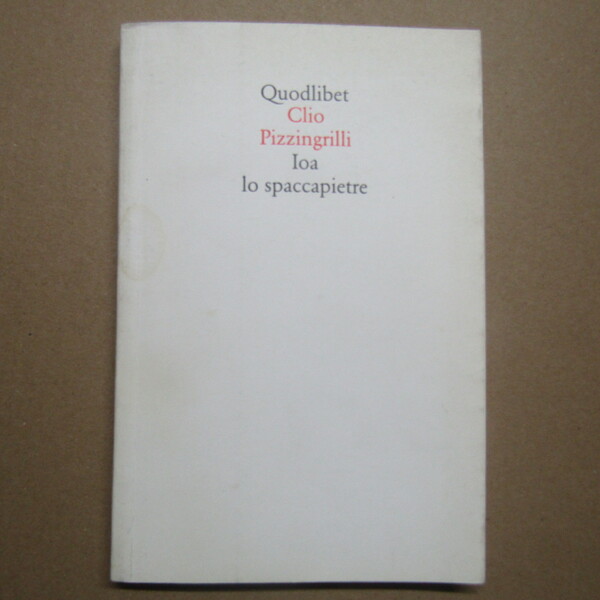 Quodlibet
Clio
Pizzingrilli
Ioa
lo spaccapietre